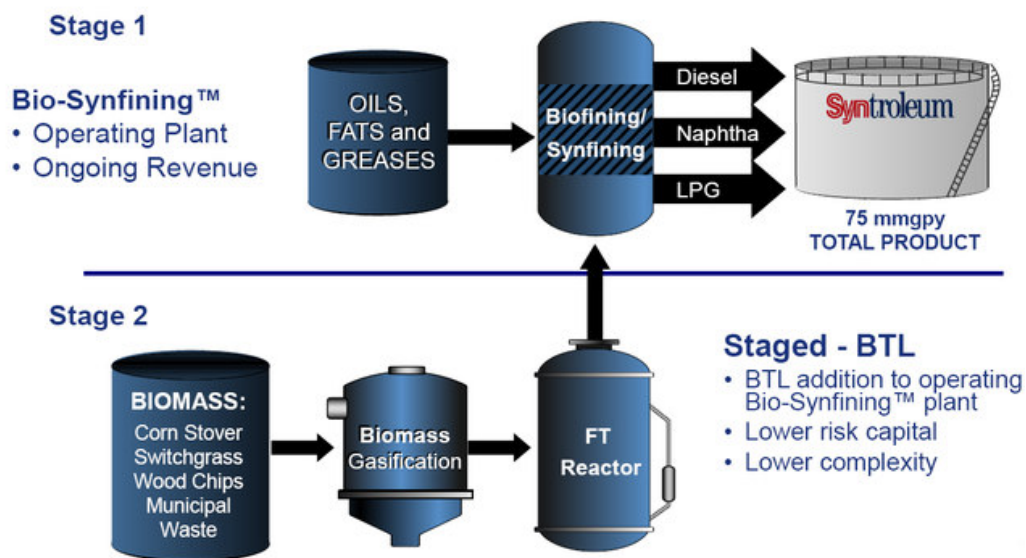 Stage 1
Bio-Synfining™
• Operating Plant
• Ongoing Revenue
OILS,
FATS and
GREASES
Biofining/
Synfining
Diesel
Naphtha
LPG
Syntroleum
75 mmgpy
TOTAL PRODUCT
Stage 2
BIOMASS:
Corn Stover
Switchgrass
Wood Chips
Municipal
Waste
Biomass
Gasification
FT
Reactor
Staged - BTL
• BTL addition to operating
Bio-Synfining™ plant
• Lower risk capital
• Lower complexity